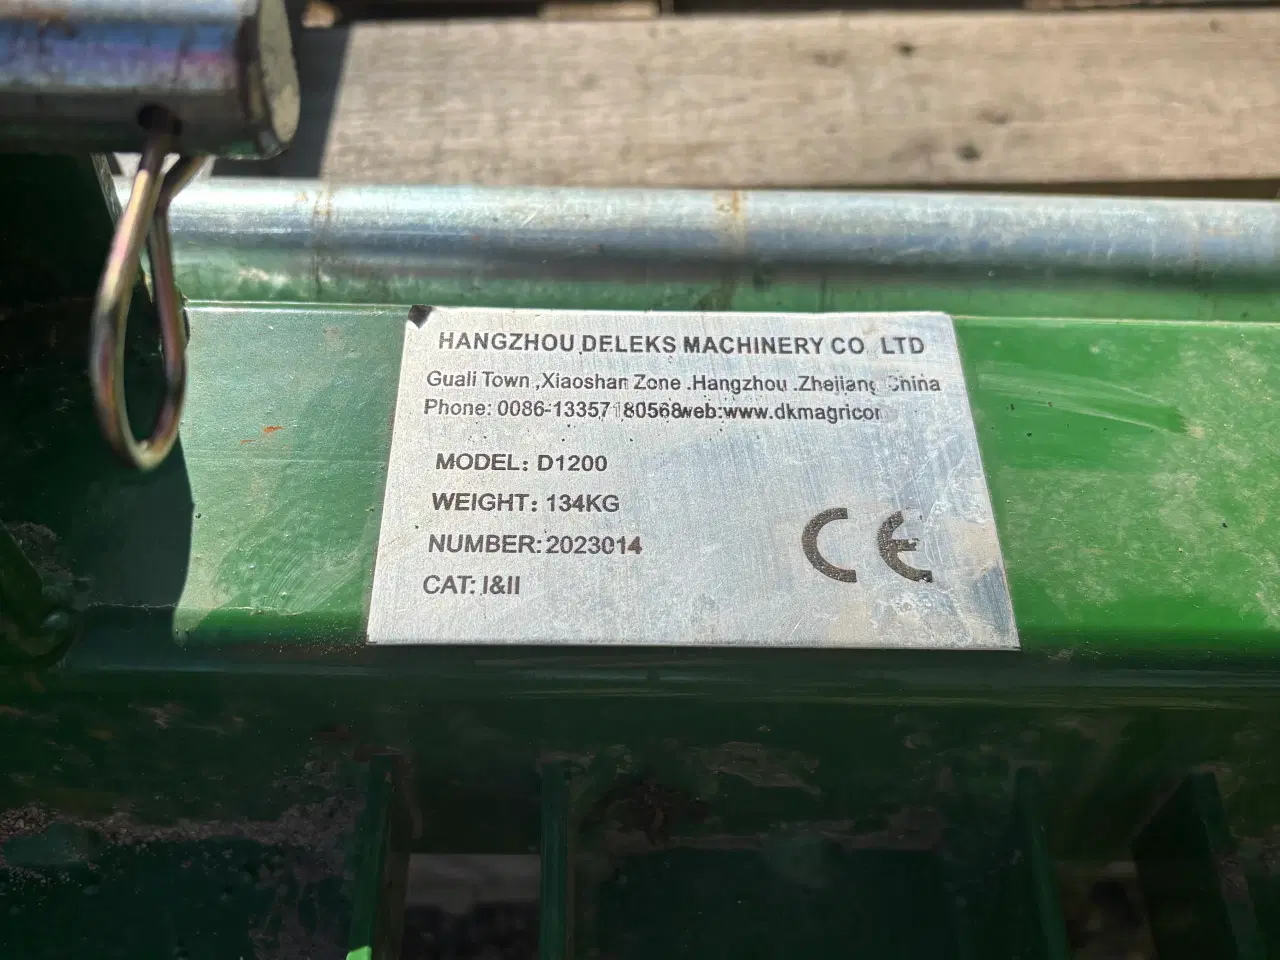 HANGZHOU DELEKS MACHINERY CO LTD
Guali Town ,Xiaoshan Zone .Hangzhou .Zhejiang China
Phone: 0086-13357180568web:www.dkmagricor
MODEL: D1200
WEIGHT: 134KG
NUMBER: 2023014
CAT: I&II
CE